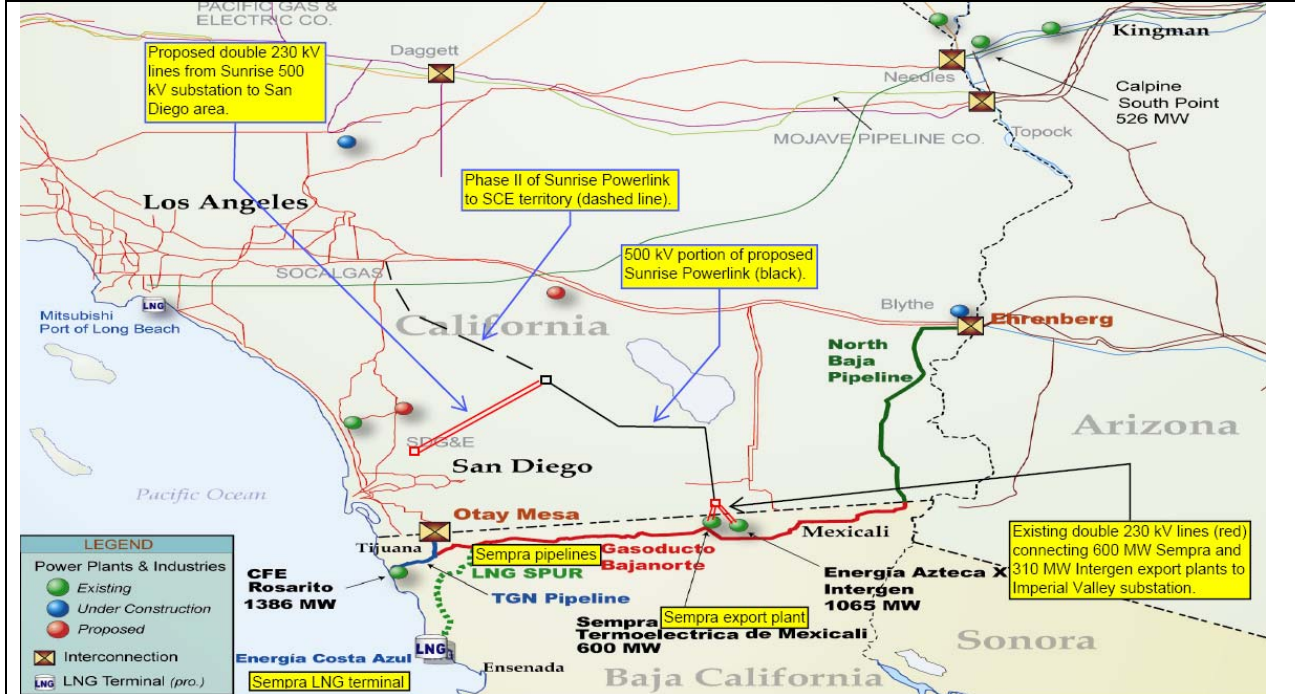 PACIFIC GAS &
ELECTRIC CO.
Proposed double 230 kV
lines from Sunrise 500
kV substation to San
Diego area.
Daggett
Kingman
Needles
Calpine
South Point
526 MW
MOJAVE PIPELINE CO.
Topock
Phase II of Sunrise Powerlink
to SCE territory (dashed line).
Los Angeles
500 kV portion of proposed
Sunrise Powerlink (black).
SOCALGAS
LNG
Mitsubishi
Port of Long Beach
California
Blythe
Ehrenberg
North
Baja
Pipeline
Arizona
SDG&E
San Diego
Pacific Ocean
Otay Mesa
Mexicali
Existing double 230 kV lines (red)
connecting 600 MW Sempra and
310 MW Intergen export plants to
Imperial Valley substation.
Tijuana
Sempra pipelines
Gasoducto
Bajanorte
LNG SPUR
CFE
Rosarito
1386 MW
TGN Pipeline
Energía Azteca X
Intergen
1065 MW
Sempra export plant
Sempra
Termoelectrica de Mexicali
600 MW
Sonora
LNG
Energía Costa Azul
Sempra LNG terminal
Ensenada
Baja California
LEGEND
Power Plants & Industries
Existing
Under Construction
Proposed
Interconnection
LNG
LNG Terminal (pro.)